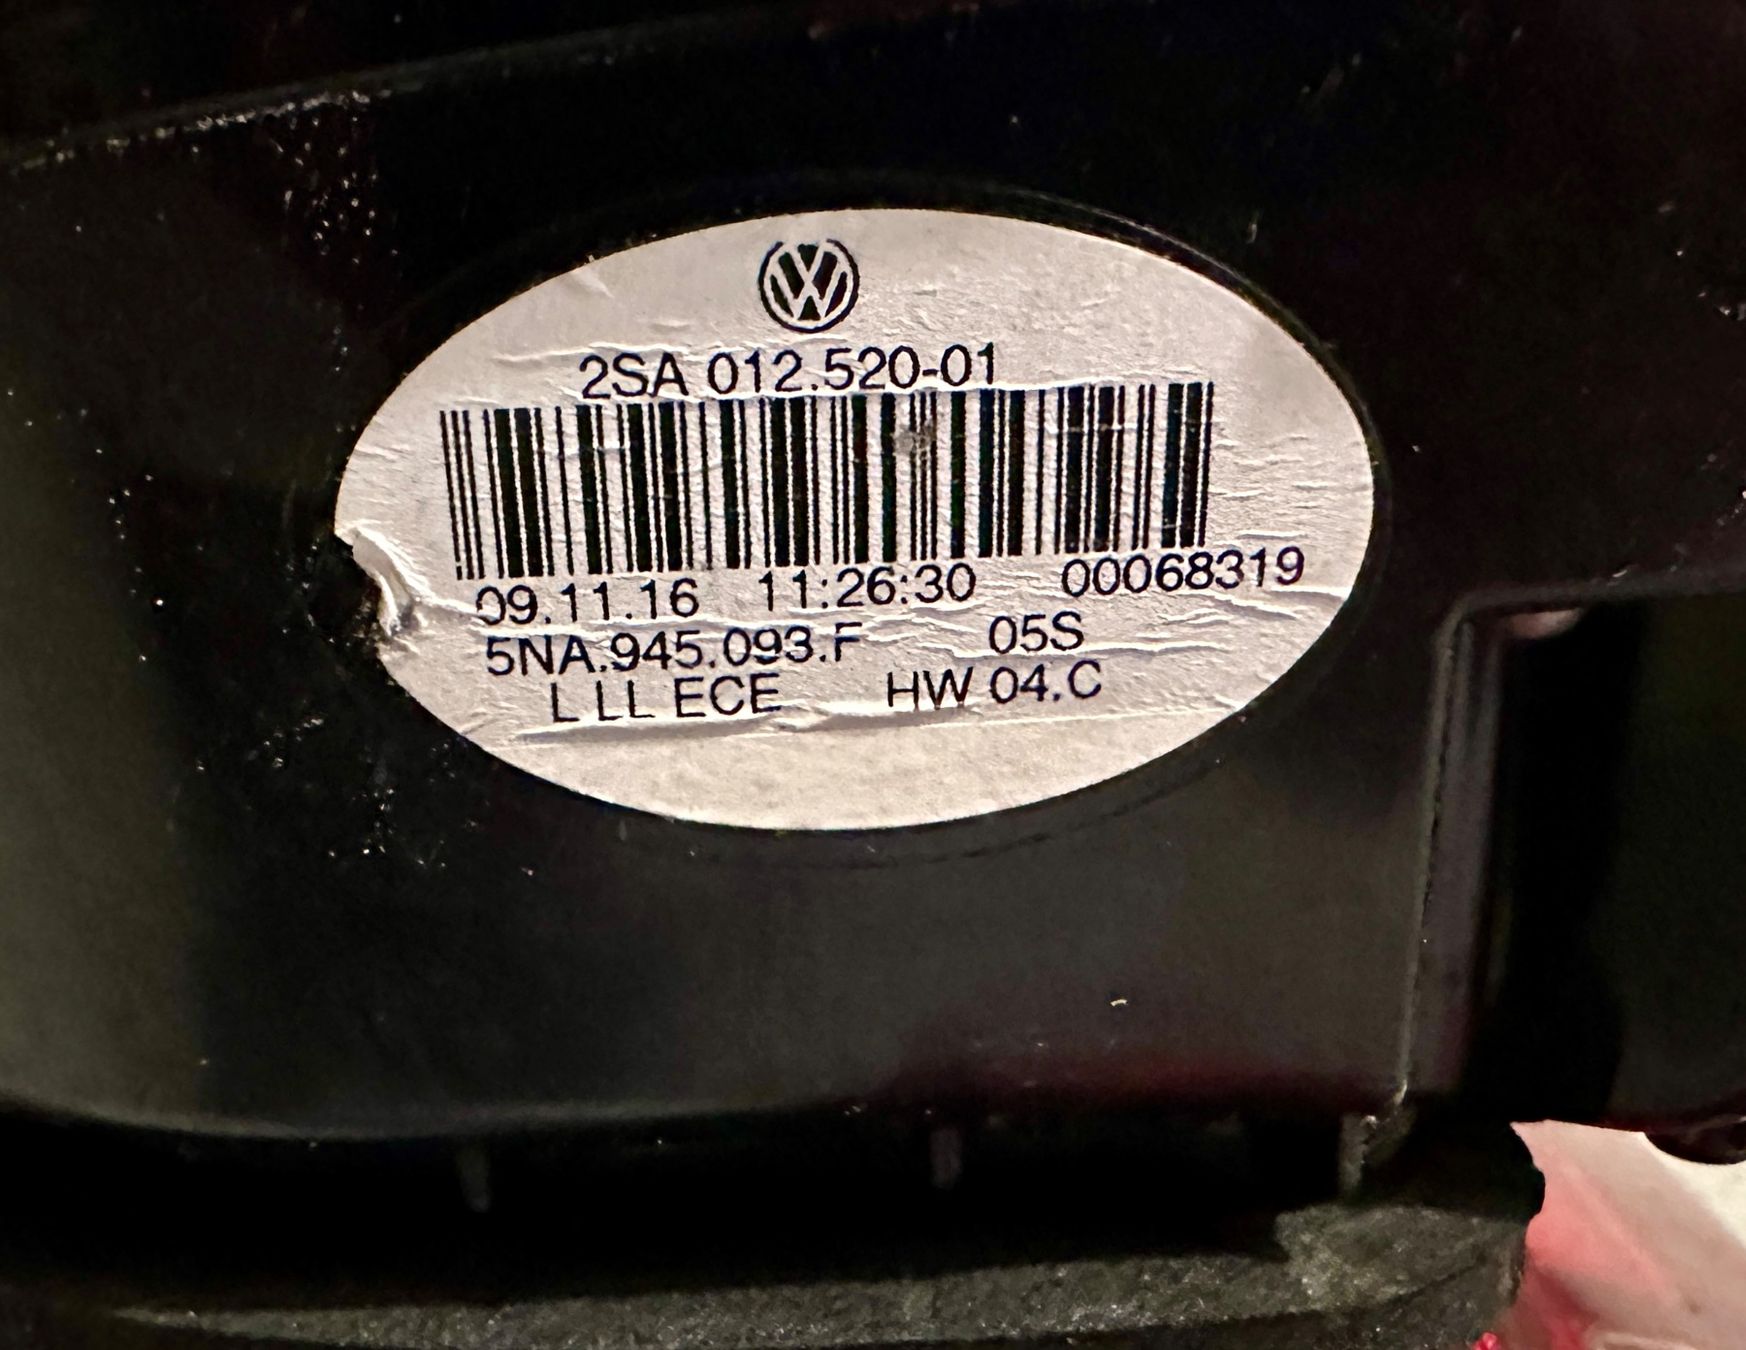 2SA 012.520-01
09.11.16 11:26:30 00068319
5NA.945.093.F 05S
L LL ECE HW 04.C